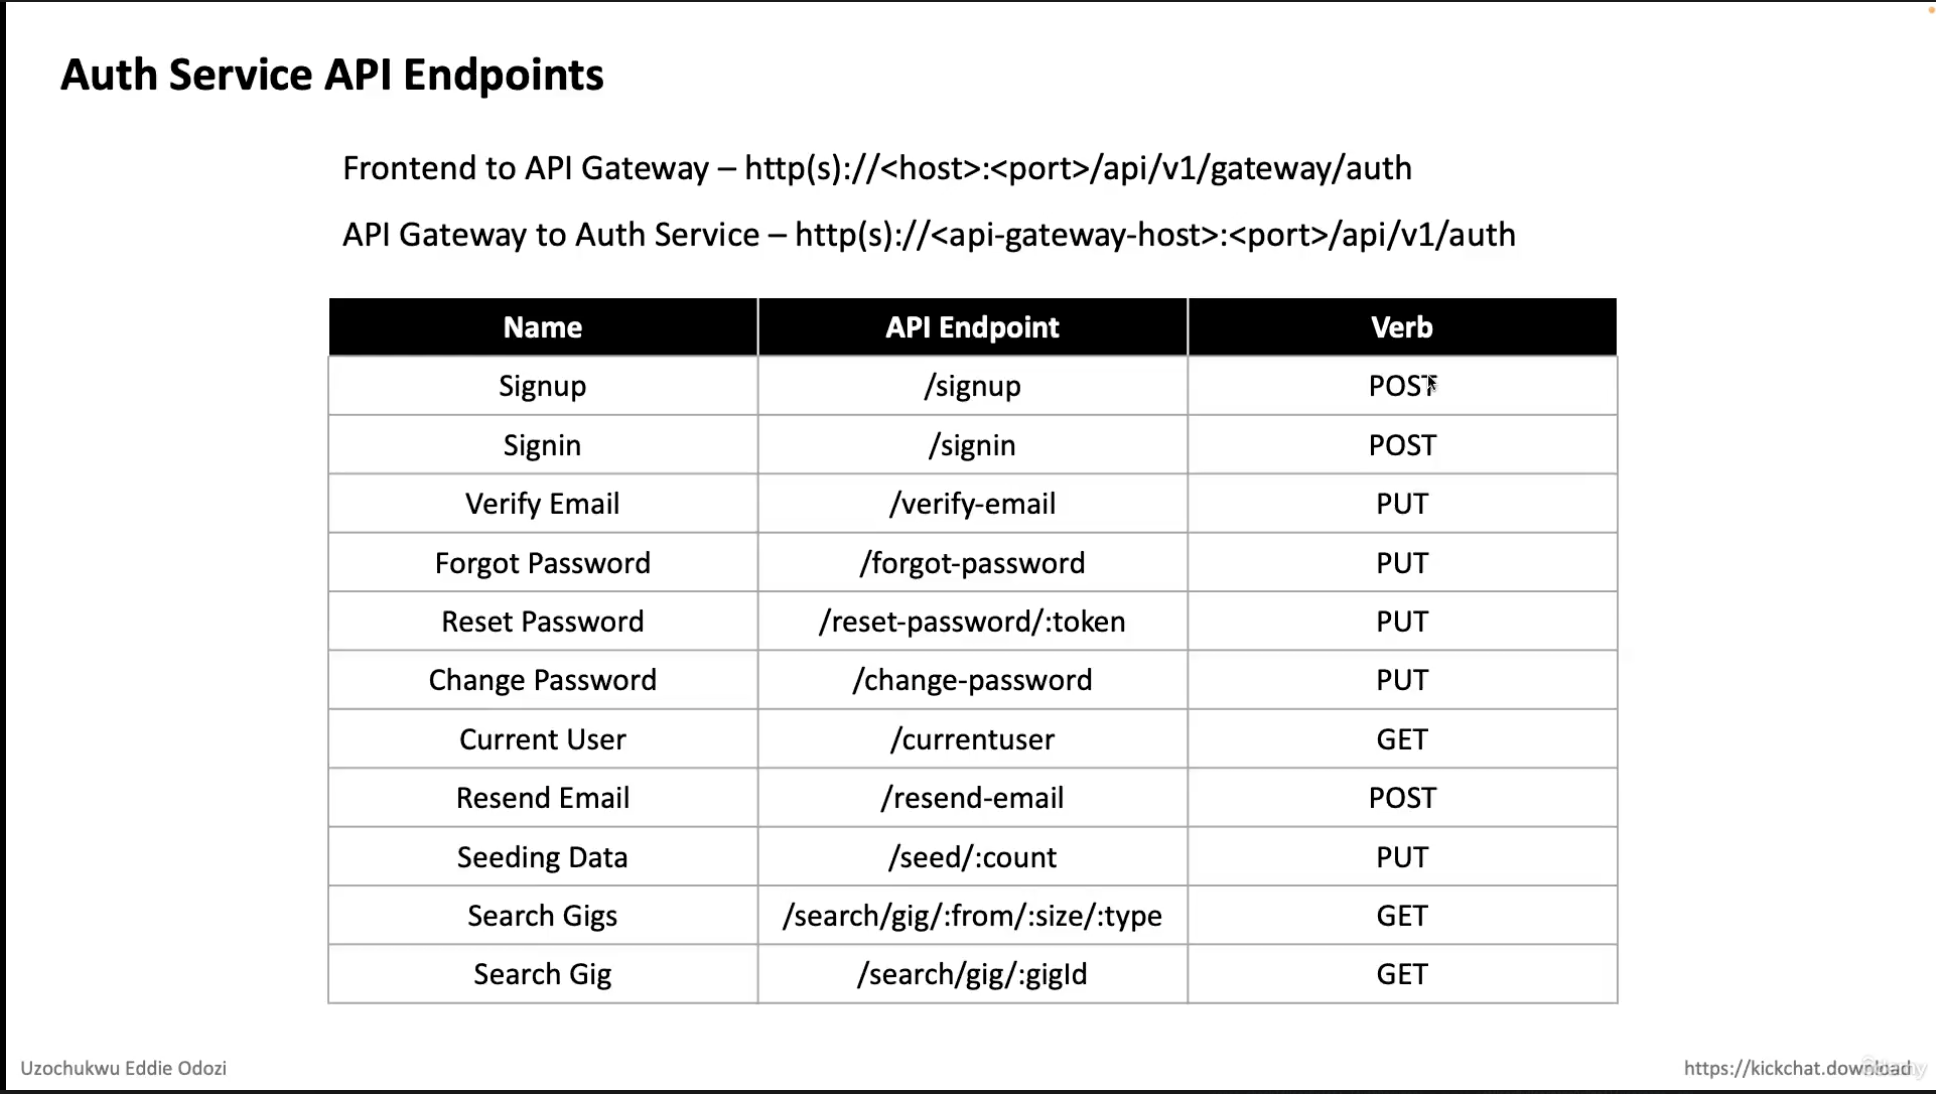 Auth Service API Endpoints
Frontend to API Gateway – http(s)://<host>:<port>/api/v1/gateway/auth
API Gateway to Auth Service – http(s)://<api-gateway-host>:<port>/api/v1/auth
Name API Endpoint Verb
Signup /signup POST
Signin /signin POST
Verify Email /verify-email PUT
Forgot Password /forgot-password PUT
Reset Password /reset-password/:token PUT
Change Password /change-password PUT
Current User /currentuser GET
Resend Email /resend-email POST
Seeding Data /seed/:count PUT
Search Gigs /search/gig/:from/:size/:type GET
Search Gig /search/gig/:gigId GET
Uzochukwu Eddie Odozi https://kickchat.download